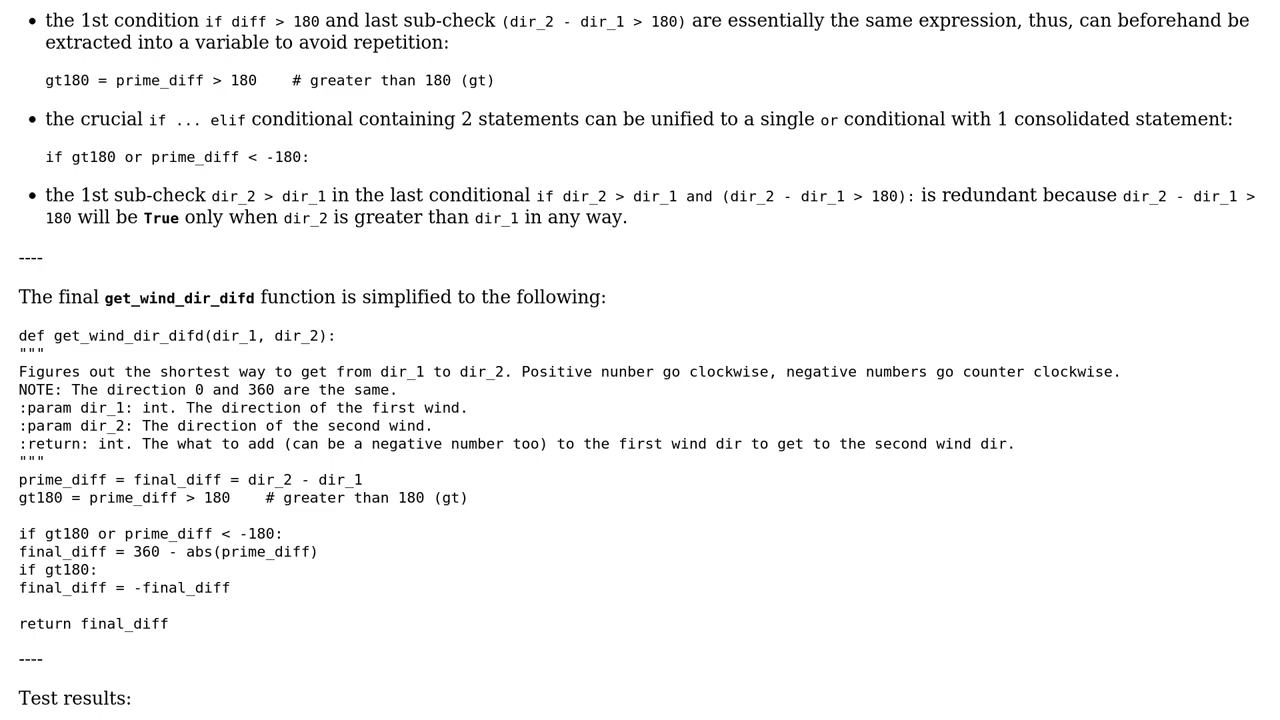 • the 1st condition if diff > 180 and last sub-check (dir_2 - dir_1 > 180) are essentially the same expression, thus, can beforehand be
extracted into a variable to avoid repetition:
gt180 = prime_diff > 180    # greater than 180 (gt)
• the crucial if ... elif conditional containing 2 statements can be unified to a single or conditional with 1 consolidated statement:
if gt180 or prime_diff < -180:
• the 1st sub-check dir_2 > dir_1 in the last conditional if dir_2 > dir_1 and (dir_2 - dir_1 > 180): is redundant because dir_2 - dir_1 >
180 will be True only when dir_2 is greater than dir_1 in any way.
----
The final get_wind_dir_difd function is simplified to the following:
def get_wind_dir_difd(dir_1, dir_2):
"""
Figures out the shortest way to get from dir_1 to dir_2. Positive nunber go clockwise, negative numbers go counter clockwise.
NOTE: The direction 0 and 360 are the same.
:param dir_1: int. The direction of the first wind.
:param dir_2: The direction of the second wind.
:return: int. The what to add (can be a negative number too) to the first wind dir to get to the second wind dir.
"""
prime_diff = final_diff = dir_2 - dir_1
gt180 = prime_diff > 180    # greater than 180 (gt)
if gt180 or prime_diff < -180:
final_diff = 360 - abs(prime_diff)
if gt180:
final_diff = -final_diff
return final_diff
----
Test results: